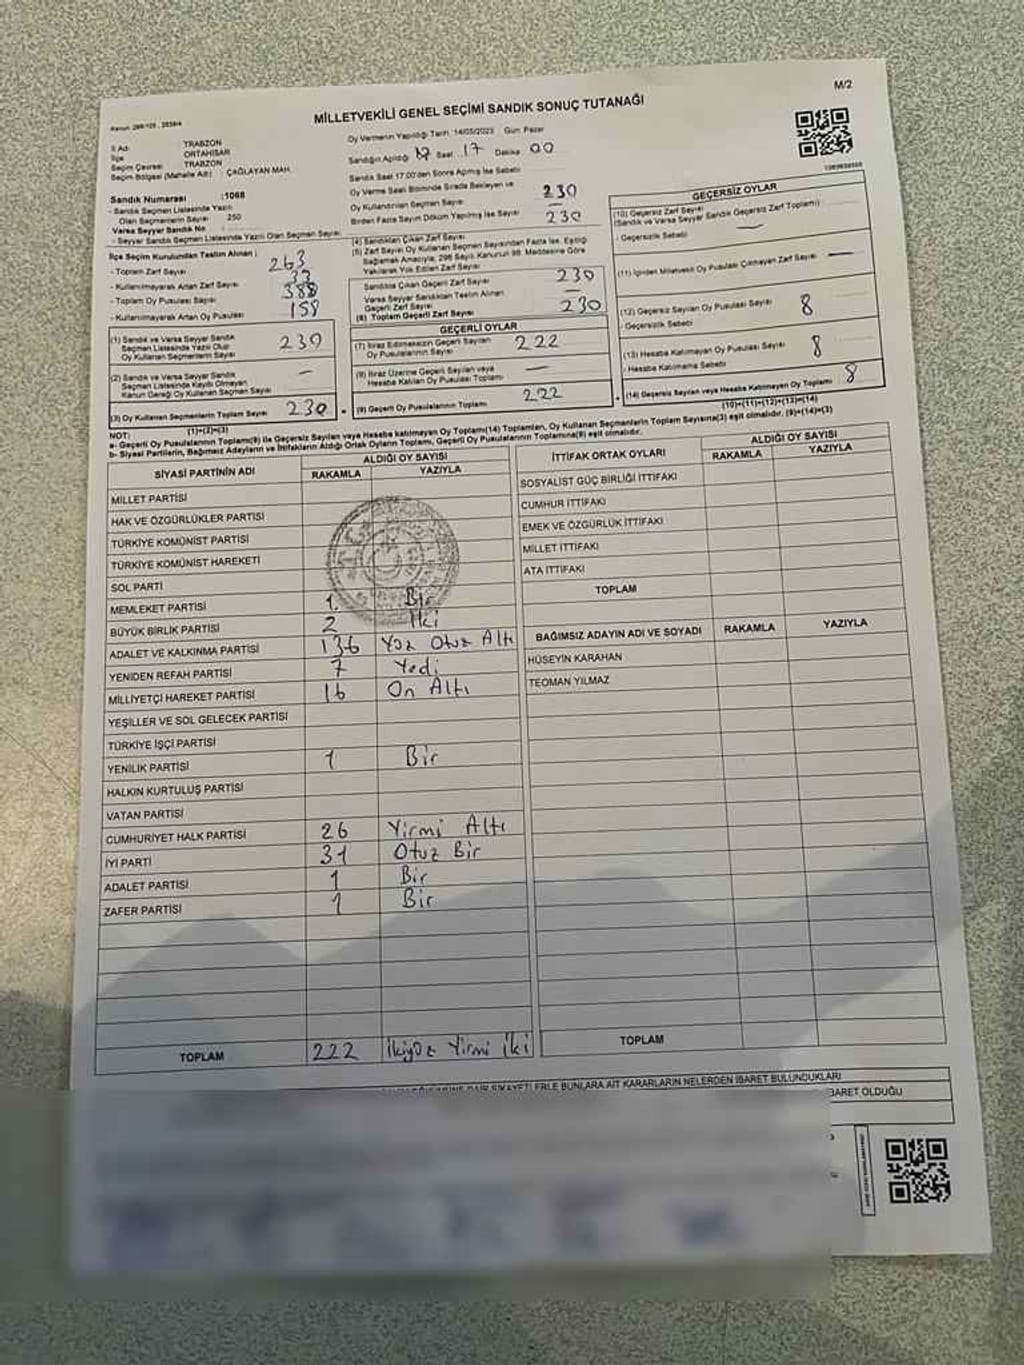 M/2
MİLLETVEKİLİ GENEL SEÇİMİ SANDIK SONUÇ TUTANAĞI
İl Adı TRABZON
İlçe ORTAHİSAR
Seçim Çevresi TRABZON
Seçim Bölgesi (Mahalle Adı) ÇAĞLAYAN MAH.
Oy Vermenin Yapıldığı Tarih :14/05/2023 Gün: Pazar
Sandığın Açıldığı Saat 17 Dakika 00
Sandık Saat 17:00'den Sonra Açılmış İse Sebebi
Oy Verme Saati Bitiminde Sırada Bekleyen ve
Oy Kullandırılan Seçmen Sayısı
Birden Fazla Sayım Döküm Yapılmış İse Sayısı
230
—
230
Sandık Numarası :1068
- Sandık Seçmen Listesinde Yazılı
Olan Seçmenlerin Sayısı 250
Varsa Seyyar Sandık No
- Seyyar Sandık Seçmen Listesinde Yazılı Olan Seçmen Sayısı
İlçe Seçim Kurulundan Teslim Alınan :
- Toplam Zarf Sayısı 263
- Kullanılmayarak Artan Zarf Sayısı 33
- Toplam Oy Pusulası Sayısı 388
- Kullanılmayarak Artan Oy Pusulası 158
(1) Sandık ve Varsa Seyyar Sandık
Seçmen Listesinde Yazılı Olup
Oy Kullanan Seçmenlerin Sayısı 230
(2) Sandık ve Varsa Seyyar Sandık
Seçmen Listesinde Kaydı Olmayan
Kanun Gereği Oy Kullanan Seçmen Sayısı —
(3) Oy Kullanan Seçmenlerin Toplam Sayısı 230
(1)+(2)=(3)
(4) Sandıktan Çıkan Zarf Sayısı
(5) Zarf Sayısı Oy Kullanan Seçmen Sayısından Fazla İse, Eşitliği
Sağlamak Amacıyla, 298 Sayılı Kanunun 98. Maddesine Göre
Yakılarak Yok Edilen Zarf Sayısı
Sandıkta Çıkan Geçerli Zarf Sayısı 230
Varsa Seyyar Sandıktan Teslim Alınan
Geçerli Zarf Sayısı —
(6) Toplam Geçerli Zarf Sayısı 230
GEÇERLİ OYLAR
(7) İtiraz Edilmeksizin Geçerli Sayılan
Oy Pusulalarının Sayısı 222
(8) İtiraz Üzerine Geçerli Sayılan veya
Hesaba Katılan Oy Pusulası Toplamı —
(9) Geçerli Oy Pusulalarının Toplamı 222
GEÇERSİZ OYLAR
(10) Geçersiz Zarf Sayısı
(Sandık ve Varsa Seyyar Sandık Geçersiz Zarf Toplamı) —
- Geçersizlik Sebebi
(11) İçinden Milletvekili Oy Pusulası Çıkmayan Zarf Sayısı —
(12) Geçersiz Sayılan Oy Pusulası Sayısı 8
- Geçersizlik Sebebi
(13) Hesaba Katılmayan Oy Pusulası Sayısı 8
- Hesaba Katılmama Sebebi
(14) Geçersiz Sayılan veya Hesaba Katılmayan Oy Toplamı 8
(10)+(11)+(12)+(13)=(14)
NOT:
a- Geçerli Oy Pusulalarının Toplamı(9) ile Geçersiz Sayılan veya Hesaba katılmayan Oy Toplamı(14) Toplamları, Oy Kullanan Seçmenlerin Toplam Sayısına(3) eşit olmalıdır. (9)+(14)=(3)
b- Siyasi Partilerin, Bağımsız Adayların ve İttifakların Aldığı Ortak Oyların Toplamı, Geçerli Oy Pusulalarının Toplamına(9) eşit olmalıdır.
SİYASİ PARTİNİN ADI ALDIĞI OY SAYISI
RAKAMLA YAZIYLA
MİLLET PARTİSİ
HAK VE ÖZGÜRLÜKLER PARTİSİ
TÜRKİYE KOMÜNİST PARTİSİ
TÜRKİYE KOMÜNİST HAREKETİ
SOL PARTİ
MEMLEKET PARTİSİ 1 Bir
BÜYÜK BİRLİK PARTİSİ 2 İki
ADALET VE KALKINMA PARTİSİ 136 Yüz Otuz Altı
YENİDEN REFAH PARTİSİ 7 Yedi
MİLLİYETÇİ HAREKET PARTİSİ 16 On Altı
YEŞİLLER VE SOL GELECEK PARTİSİ
TÜRKİYE İŞÇİ PARTİSİ
YENİLİK PARTİSİ 1 Bir
HALKIN KURTULUŞ PARTİSİ
VATAN PARTİSİ
CUMHURİYET HALK PARTİSİ 26 Yirmi Altı
İYİ PARTİ 31 Otuz Bir
ADALET PARTİSİ 1 Bir
ZAFER PARTİSİ 1 Bir
TOPLAM 222 İkiyüz Yirmi İki
İTTİFAK ORTAK OYLARI ALDIĞI OY SAYISI
RAKAMLA YAZIYLA
SOSYALİST GÜÇ BİRLİĞİ İTTİFAKI
CUMHUR İTTİFAKI
EMEK VE ÖZGÜRLÜK İTTİFAKI
MİLLET İTTİFAKI
ATA İTTİFAKI
TOPLAM
BAĞIMSIZ ADAYIN ADI VE SOYADI RAKAMLA YAZIYLA
HÜSEYİN KARAHAN
TEOMAN YILMAZ
TOPLAM
ŞİKAYETLERLE BUNLARA AİT KARARLARIN NELERDEN İBARET BULUNDUKLARI
BARET OLDUĞU